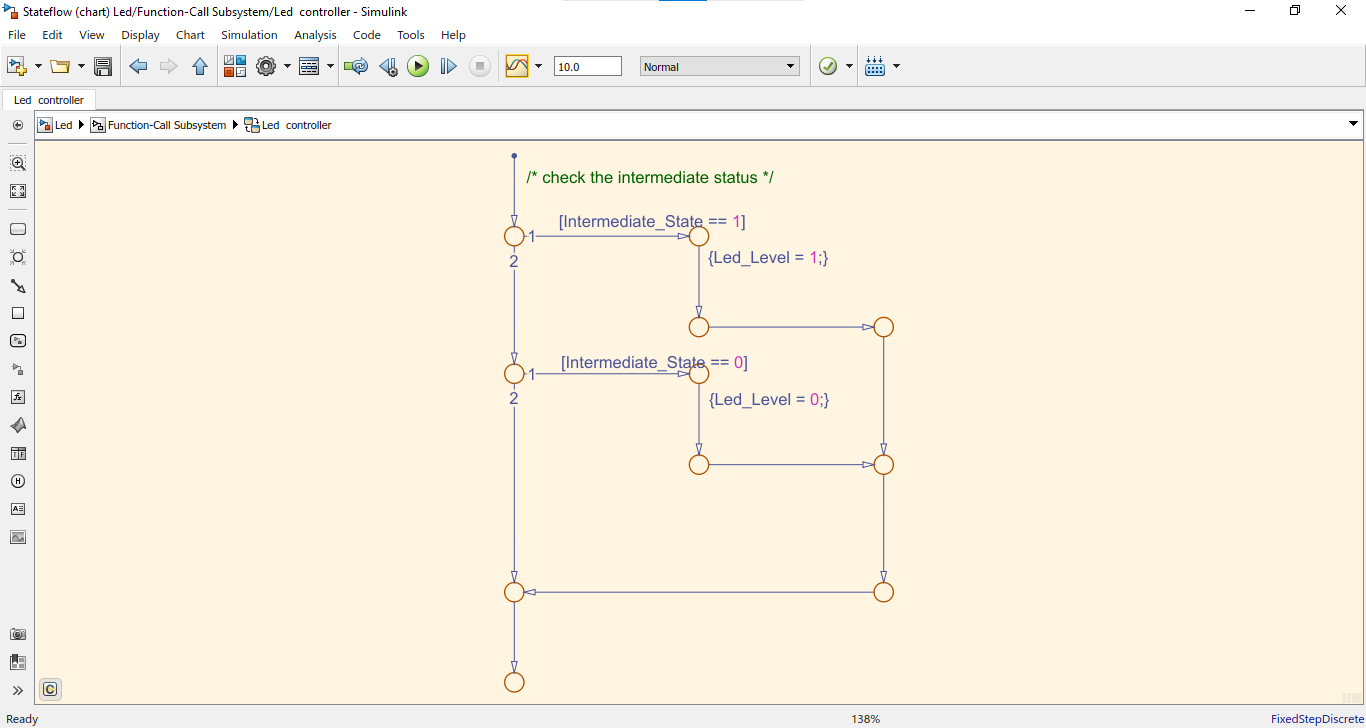 Stateflow (chart) Led/Function-Call Subsystem/Led controller - Simulink
File Edit View Display Chart Simulation Analysis Code Tools Help
10.0 Normal
Led controller
Led Function-Call Subsystem Led controller
/* check the intermediate status */
[Intermediate_State == 1]
1
{Led_Level = 1;}
2
[Intermediate_State == 0]
1
{Led_Level = 0;}
2
Ready 138% FixedStepDiscrete